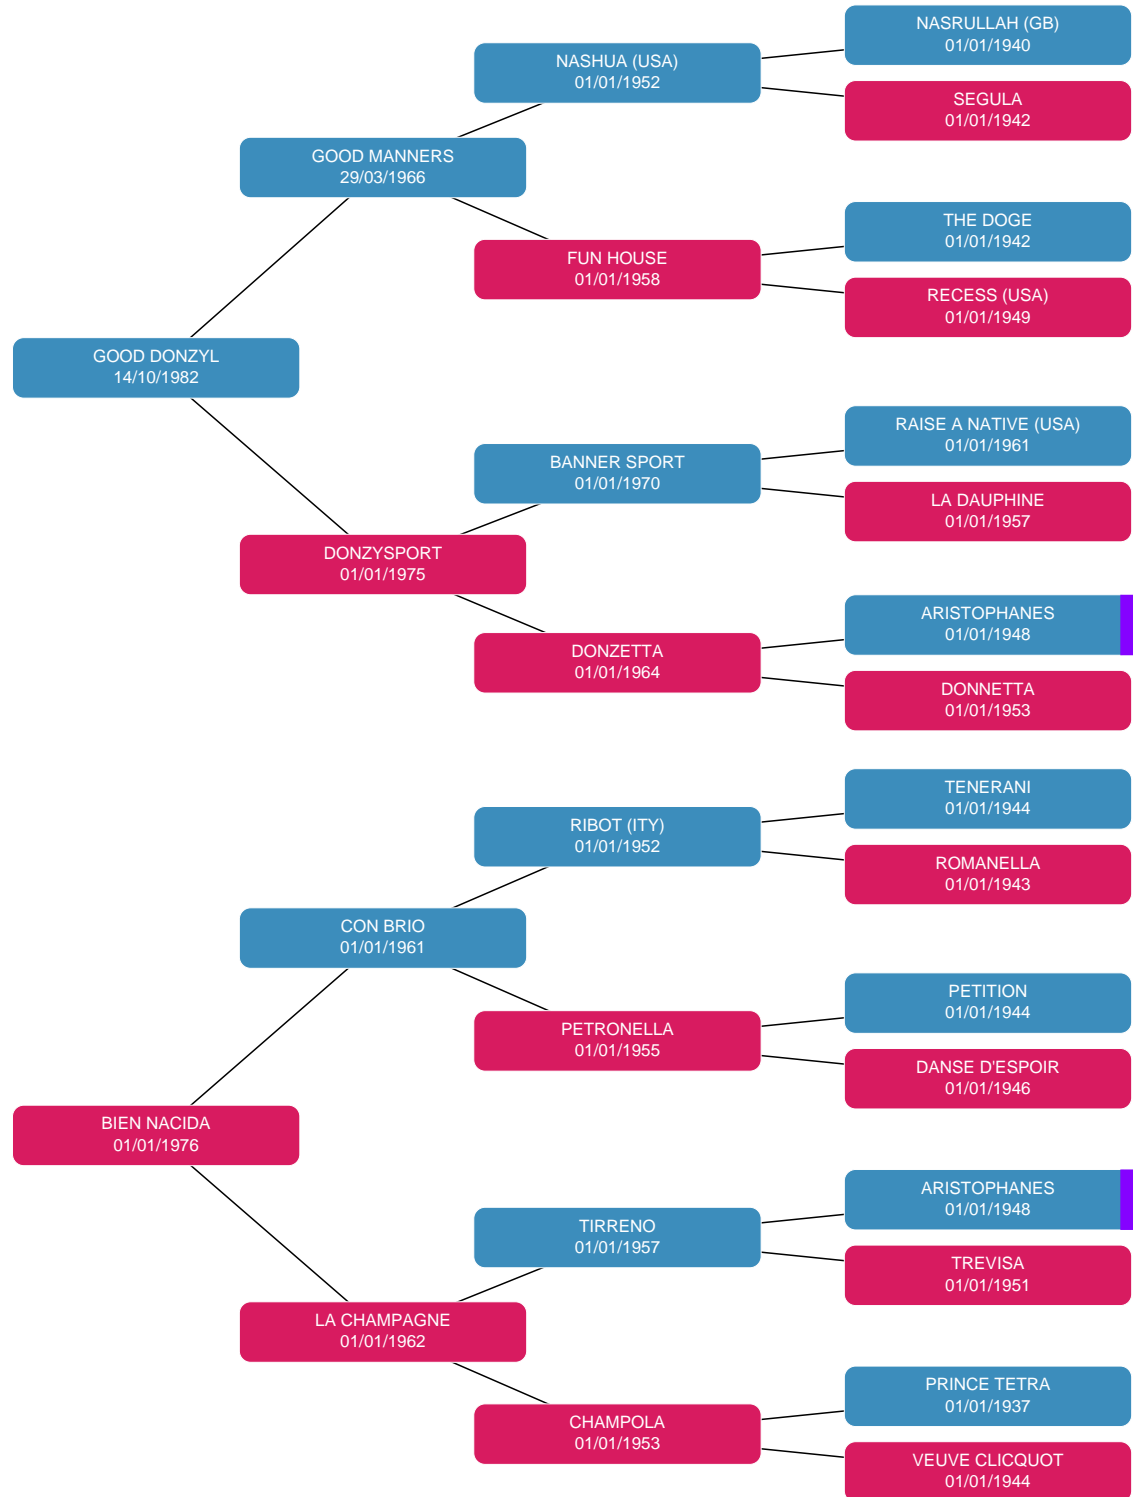 NASRULLAH (GB)
01/01/1940
NASHUA (USA)
01/01/1952
SEGULA
01/01/1942
GOOD MANNERS
29/03/1966
THE DOGE
01/01/1942
FUN HOUSE
01/01/1958
RECESS (USA)
01/01/1949
GOOD DONZYL
14/10/1982
RAISE A NATIVE (USA)
01/01/1961
BANNER SPORT
01/01/1970
LA DAUPHINE
01/01/1957
DONZYSPORT
01/01/1975
ARISTOPHANES
01/01/1948
DONZETTA
01/01/1964
DONNETTA
01/01/1953
TENERANI
01/01/1944
RIBOT (ITY)
01/01/1952
ROMANELLA
01/01/1943
CON BRIO
01/01/1961
PETITION
01/01/1944
PETRONELLA
01/01/1955
DANSE D'ESPOIR
01/01/1946
BIEN NACIDA
01/01/1976
ARISTOPHANES
01/01/1948
TIRRENO
01/01/1957
TREVISA
01/01/1951
LA CHAMPAGNE
01/01/1962
PRINCE TETRA
01/01/1937
CHAMPOLA
01/01/1953
VEUVE CLICQUOT
01/01/1944